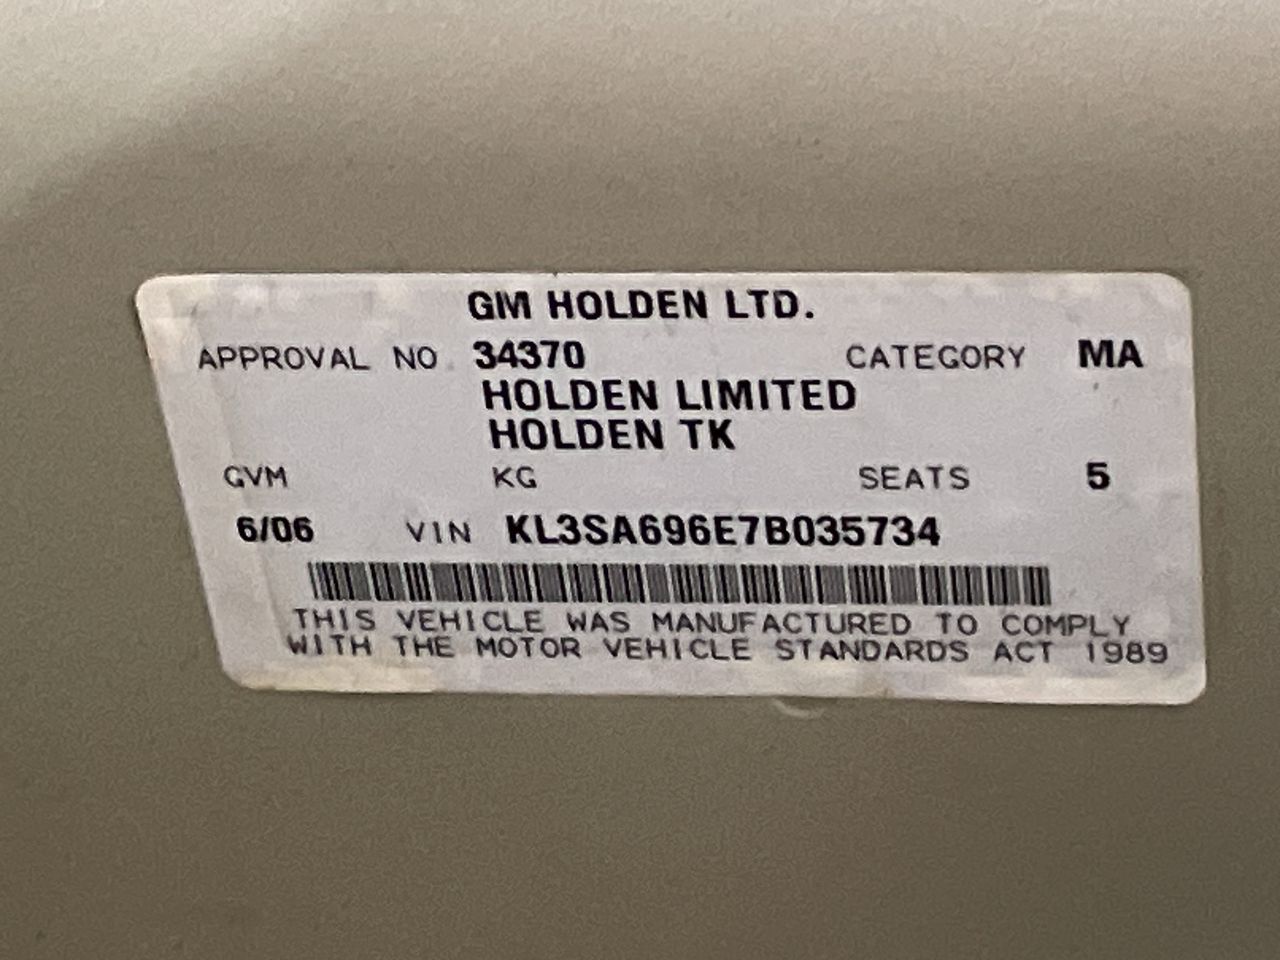 GM HOLDEN LTD.
APPROVAL NO 34370 CATEGORY MA
HOLDEN LIMITED
HOLDEN TK
GVM KG SEATS 5
6/06 VIN KL3SA696E7B035734
THIS VEHICLE WAS MANUFACTURED TO COMPLY
WITH THE MOTOR VEHICLE STANDARDS ACT 1989